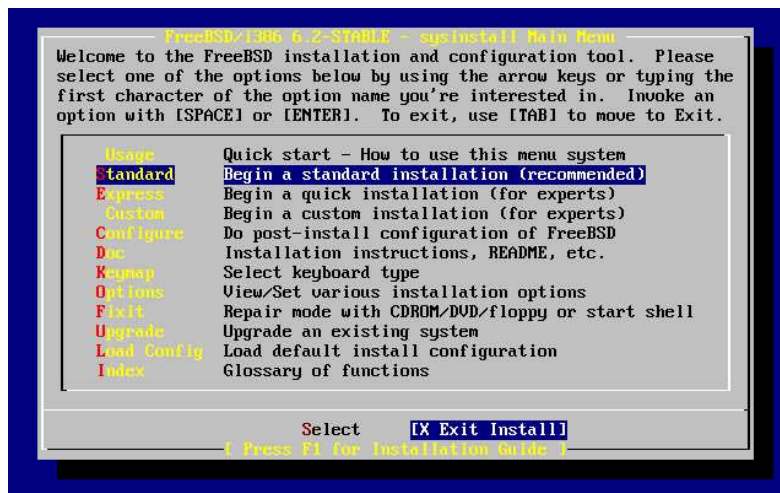 FreeBSD/i386 6.2-STABLE - sysinstall Main Menu
Welcome to the FreeBSD installation and configuration tool.  Please
select one of the options below by using the arrow keys or typing the
first character of the option name you're interested in.  Invoke an
option with [SPACE] or [ENTER].  To exit, use [TAB] to move to Exit.
Usage Quick start - How to use this menu system
Standard Begin a standard installation (recommended)
Express Begin a quick installation (for experts)
Custom Begin a custom installation (for experts)
Configure Do post-install configuration of FreeBSD
Doc Installation instructions, README, etc.
Keymap Select keyboard type
Options View/Set various installation options
Fixit Repair mode with CDROM/DVD/floppy or start shell
Upgrade Upgrade an existing system
Load Config Load default install configuration
Index Glossary of functions
Select [X Exit Install]
[ Press F1 for Installation Guide ]